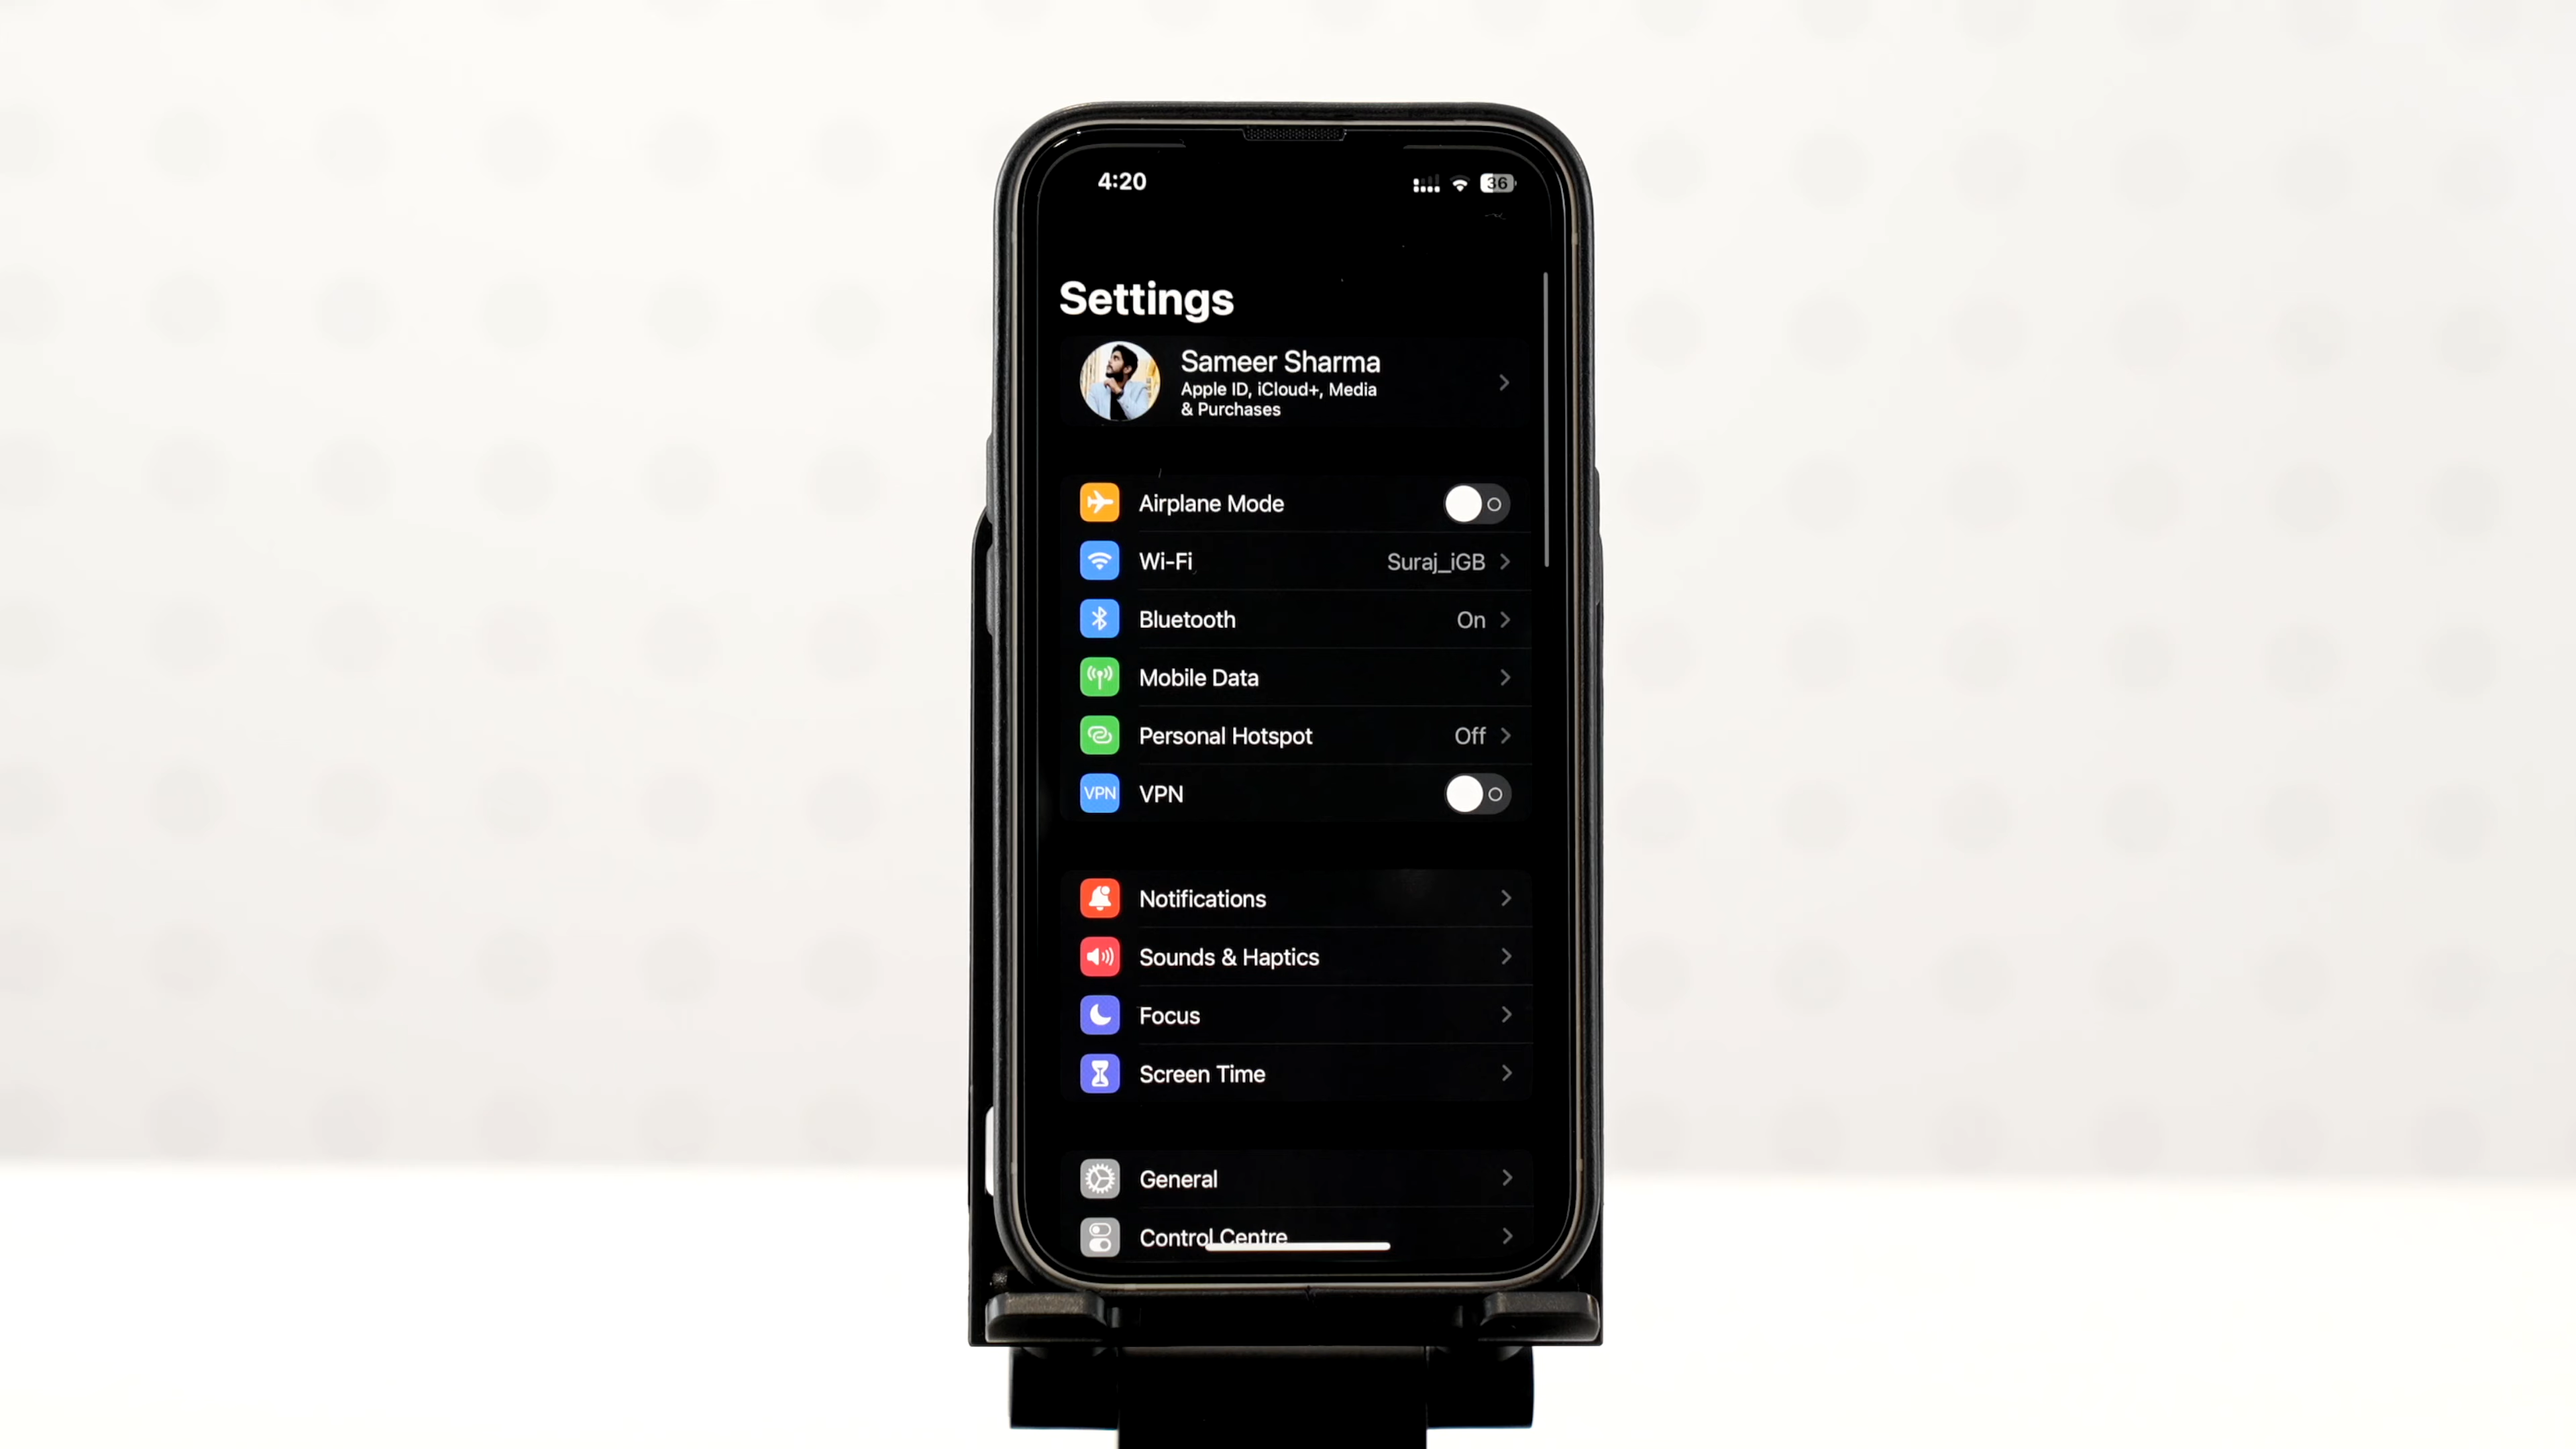 4:20
36
Settings
Sameer Sharma
Apple ID, iCloud+, Media
& Purchases
Airplane Mode
Wi-Fi Suraj_iGB
Bluetooth On
Mobile Data
Personal Hotspot Off
VPN VPN
Notifications
Sounds & Haptics
Focus
Screen Time
General
Control Centre